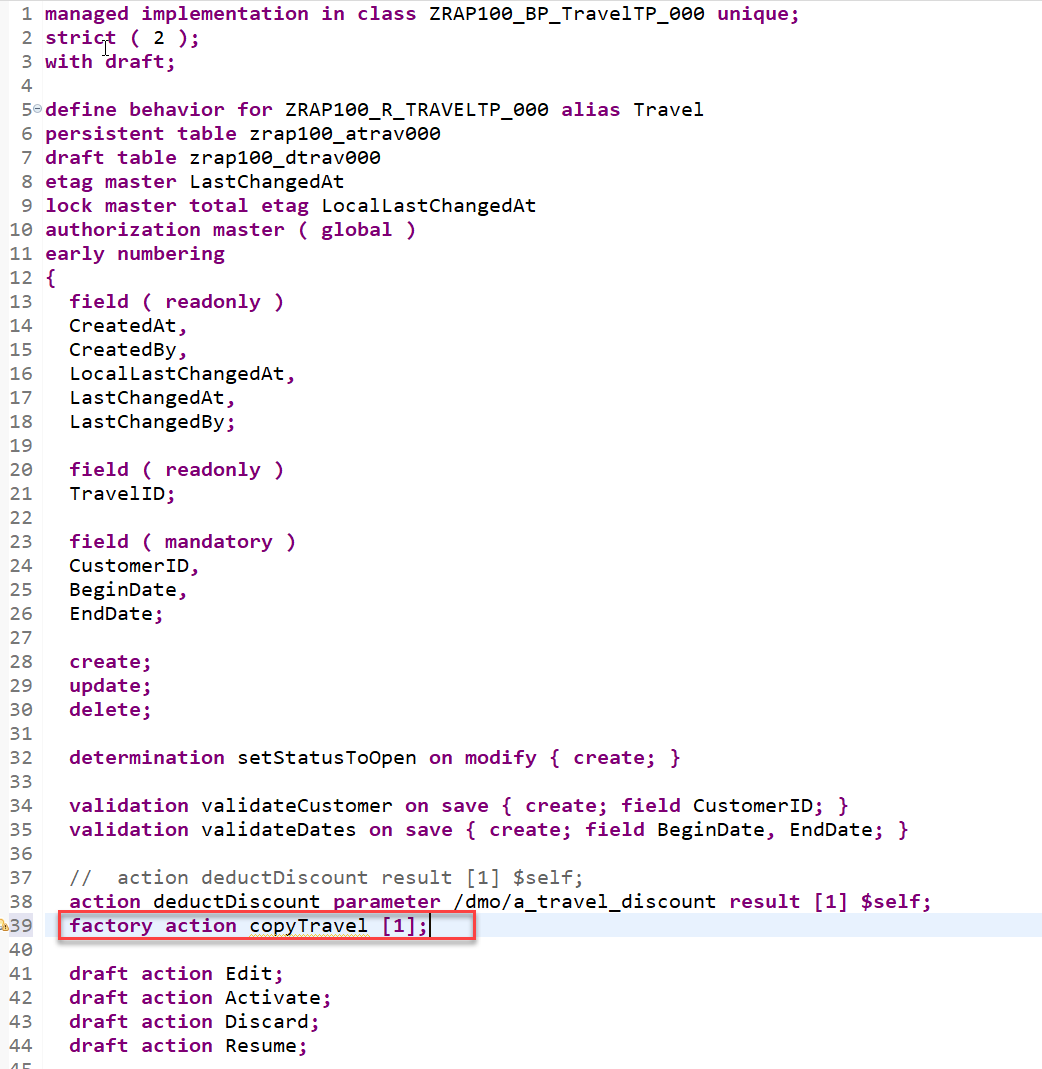 1 managed implementation in class ZRAP100_BP_TravelTP_000 unique;
2 strict ( 2 );
3 with draft;
4
5 define behavior for ZRAP100_R_TRAVELTP_000 alias Travel
6 persistent table zrap100_atrav000
7 draft table zrap100_dtrav000
8 etag master LastChangedAt
9 lock master total etag LocalLastChangedAt
10 authorization master ( global )
11 early numbering
12 {
13   field ( readonly )
14   CreatedAt,
15   CreatedBy,
16   LocalLastChangedAt,
17   LastChangedAt,
18   LastChangedBy;
19
20   field ( readonly )
21   TravelID;
22
23   field ( mandatory )
24   CustomerID,
25   BeginDate,
26   EndDate;
27
28   create;
29   update;
30   delete;
31
32   determination setStatusToOpen on modify { create; }
33
34   validation validateCustomer on save { create; field CustomerID; }
35   validation validateDates on save { create; field BeginDate, EndDate; }
36
37   //  action deductDiscount result [1] $self;
38   action deductDiscount parameter /dmo/a_travel_discount result [1] $self;
39   factory action copyTravel [1];
40
41   draft action Edit;
42   draft action Activate;
43   draft action Discard;
44   draft action Resume;
45